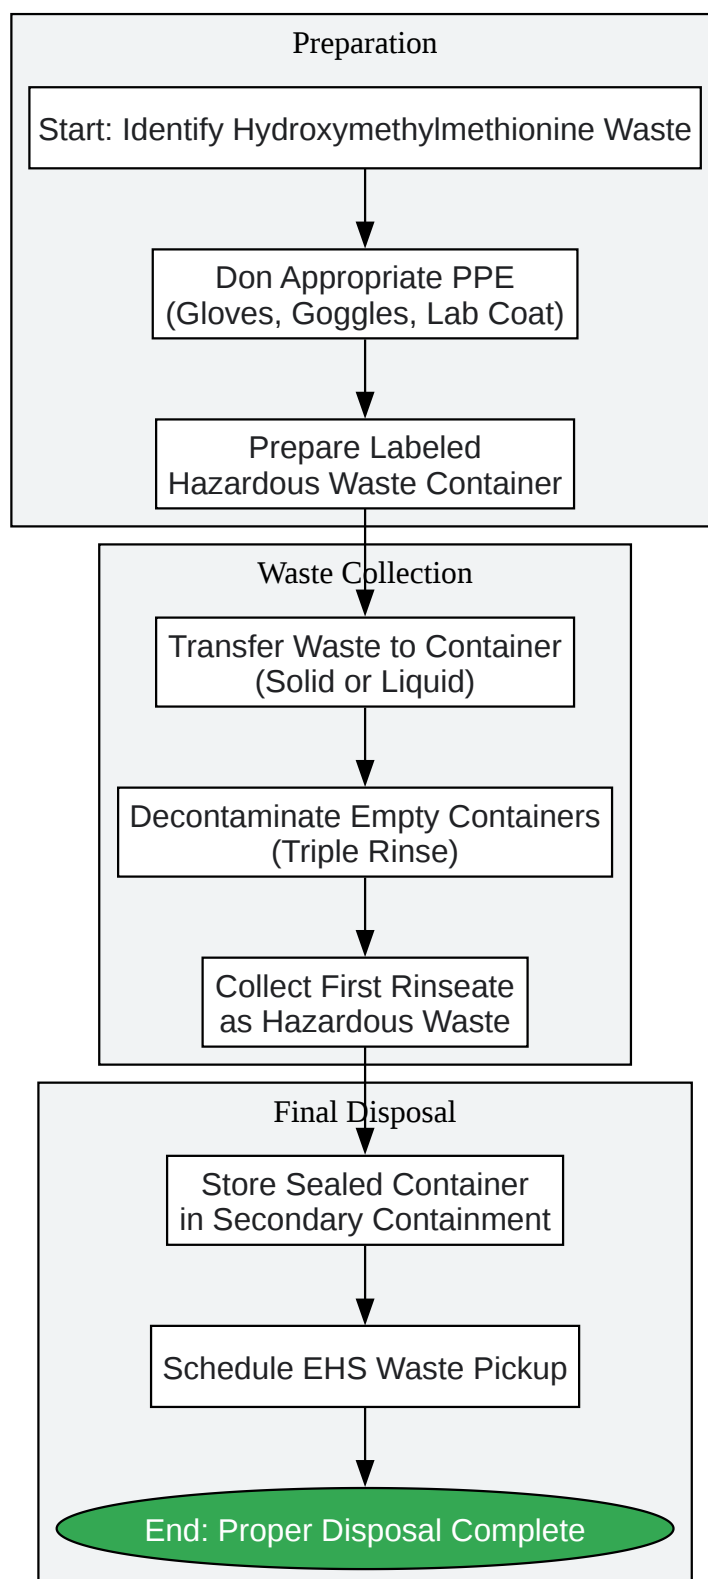 Preparation
Start: Identify Hydroxymethylmethionine Waste
Don Appropriate PPE
(Gloves, Goggles, Lab Coat)
Prepare Labeled
Hazardous Waste Container
Waste Collection
Transfer Waste to Container
(Solid or Liquid)
Decontaminate Empty Containers
(Triple Rinse)
Collect First Rinseate
as Hazardous Waste
Final Disposal
Store Sealed Container
in Secondary Containment
Schedule EHS Waste Pickup
End: Proper Disposal Complete